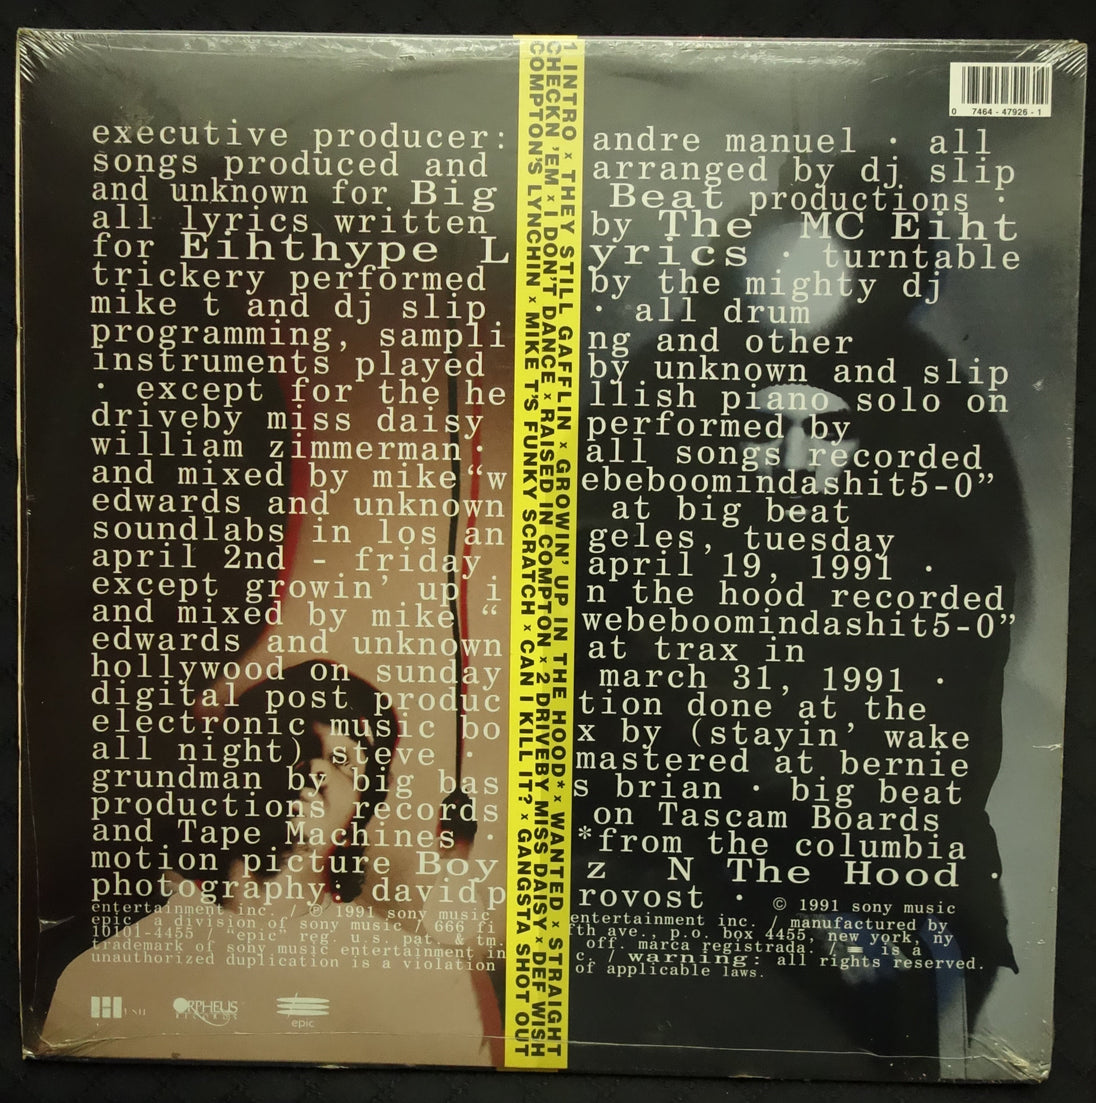 0 7464-47926-1
executive producer: andre manuel · all
songs produced and arranged by dj slip
and unknown for Big Beat productions ·
all lyrics written by The MC Eiht
for Eihthype Lyrics · turntable
trickery performed by the mighty dj
mike t and dj slip · all drum
programming, sampling and other
instruments played by unknown and slip
· except for the hellish piano solo on
driveby miss daisy performed by
william zimmerman · all songs recorded
and mixed by mike “webeboomindashit5-0”
edwards and unknown at big beat
soundlabs in los angeles, tuesday
april 2nd - friday april 19, 1991 ·
except growin’ up in the hood recorded
and mixed by mike “webeboomindashit5-0”
edwards and unknown at trax in
hollywood on sunday march 31, 1991 ·
digital post production done at the
electronic music box by (stayin’ wake
all night) steve · mastered at bernie
grundman by big bass brian · big beat
productions records on Tascam Boards
and Tape Machines · *from the columbia
motion picture Boyz N The Hood ·
photography: david provost · © 1991 sony music
entertainment inc. / ℗ 1991 sony music entertainment inc. / manufactured by
epic, a division of sony music / 666 fifth ave., p.o. box 4455, new york, ny
10101-4455 / "epic" reg. u.s. pat. & tm. off. marca registrada. / is a
trademark of sony music entertainment inc. / warning: all rights reserved.
unauthorized duplication is a violation of applicable laws.
1 INTRO x THEY STILL GAFFLIN x GROWIN' UP IN THE HOOD* x WANTED x STRAIGHT
CHECKN 'EM x I DON'T DANCE x RAISED IN COMPTON x 2 DRIVEBY MISS DAISY x DEF WISH
COMPTON'S LYNCHIN x MIKE T'S FUNKY SCRATCH x CAN I KILL IT? x GANGSTA SHOT OUT
ORPHEUS
RECORDS
epic